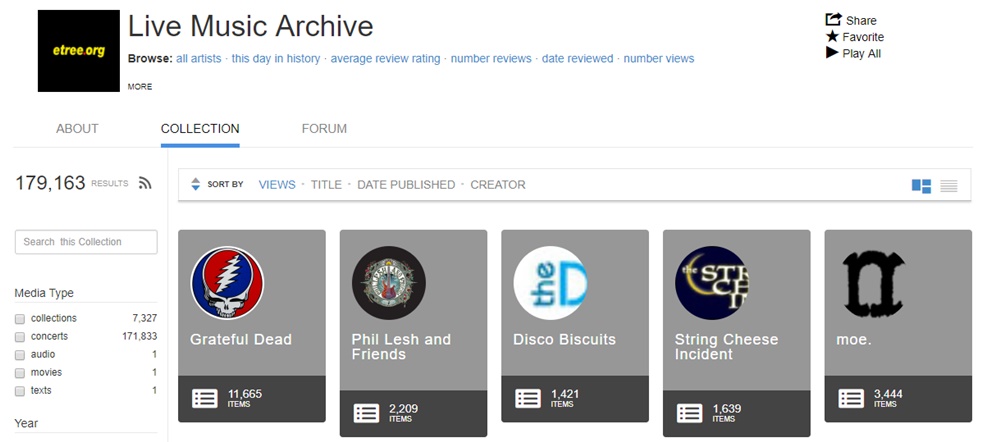 etree.org
Live Music Archive
Browse: all artists · this day in history · average review rating · number reviews · date reviewed · number views
MORE
Share
Favorite
Play All
ABOUT
COLLECTION
FORUM
179,163 RESULTS
SORT BY VIEWS · TITLE · DATE PUBLISHED · CREATOR
Search this Collection
Media Type
collections 7,327
concerts 171,833
audio 1
movies 1
texts 1
Year
Grateful Dead
11,665
ITEMS
Phil Lesh and
Friends
2,209
ITEMS
the D
Disco Biscuits
1,421
ITEMS
the STR
CH
I
String Cheese
Incident
1,639
ITEMS
moe.
3,444
ITEMS